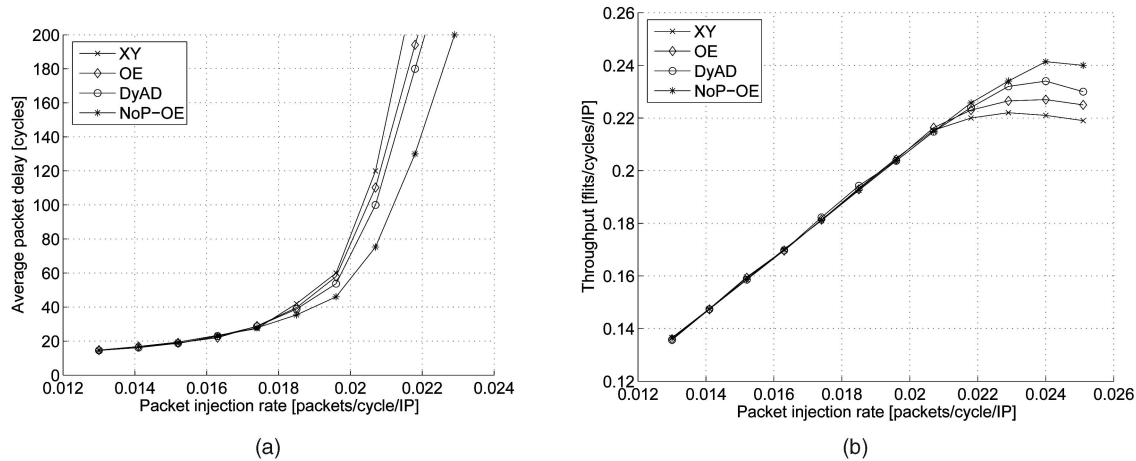 200
180
160
140
120
100
80
60
40
20
0
Average packet delay [cycles]
XY
OE
DyAD
NoP-OE
0.012 0.014 0.016 0.018 0.02 0.022 0.024
Packet injection rate [packets/cycle/IP]
(a)
0.26
0.24
0.22
0.2
0.18
0.16
0.14
0.12
Throughput [flits/cycles/IP]
XY
OE
DyAD
NoP-OE
0.012 0.014 0.016 0.018 0.02 0.022 0.024 0.026
Packet injection rate [packets/cycle/IP]
(b)